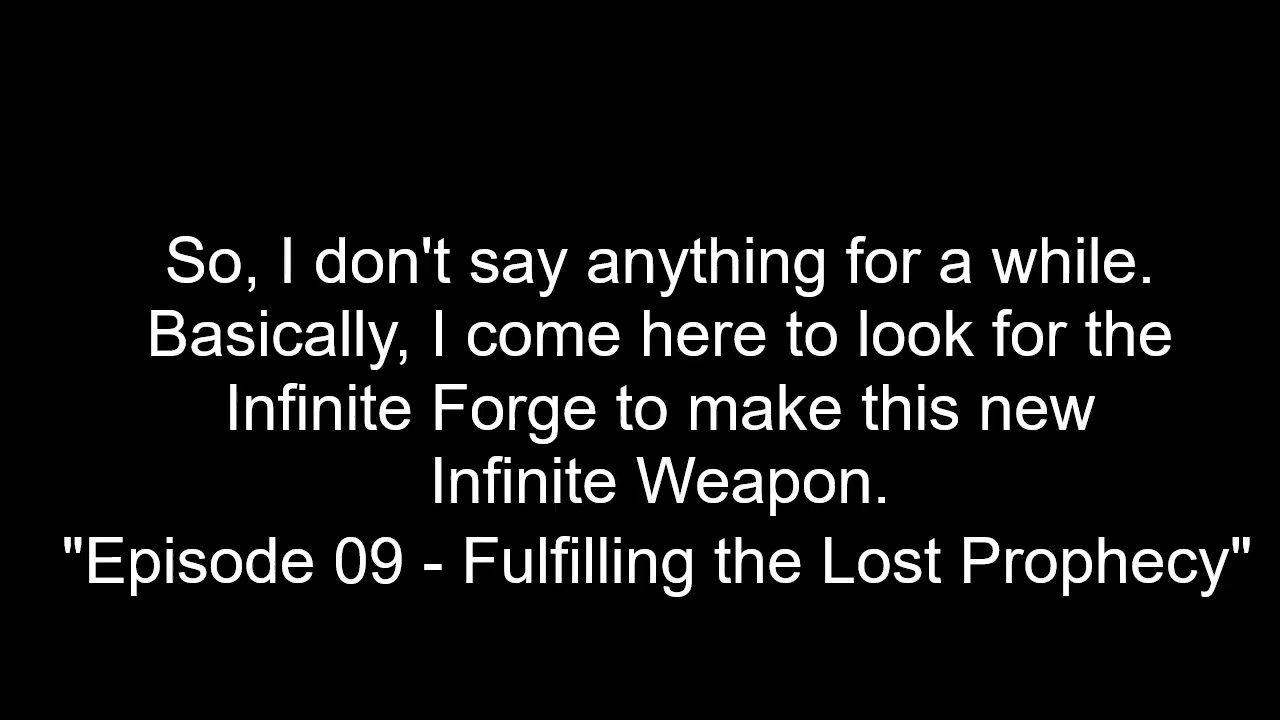 So, I don't say anything for a while.
Basically, I come here to look for the
Infinite Forge to make this new
Infinite Weapon.
"Episode 09 - Fulfilling the Lost Prophecy"